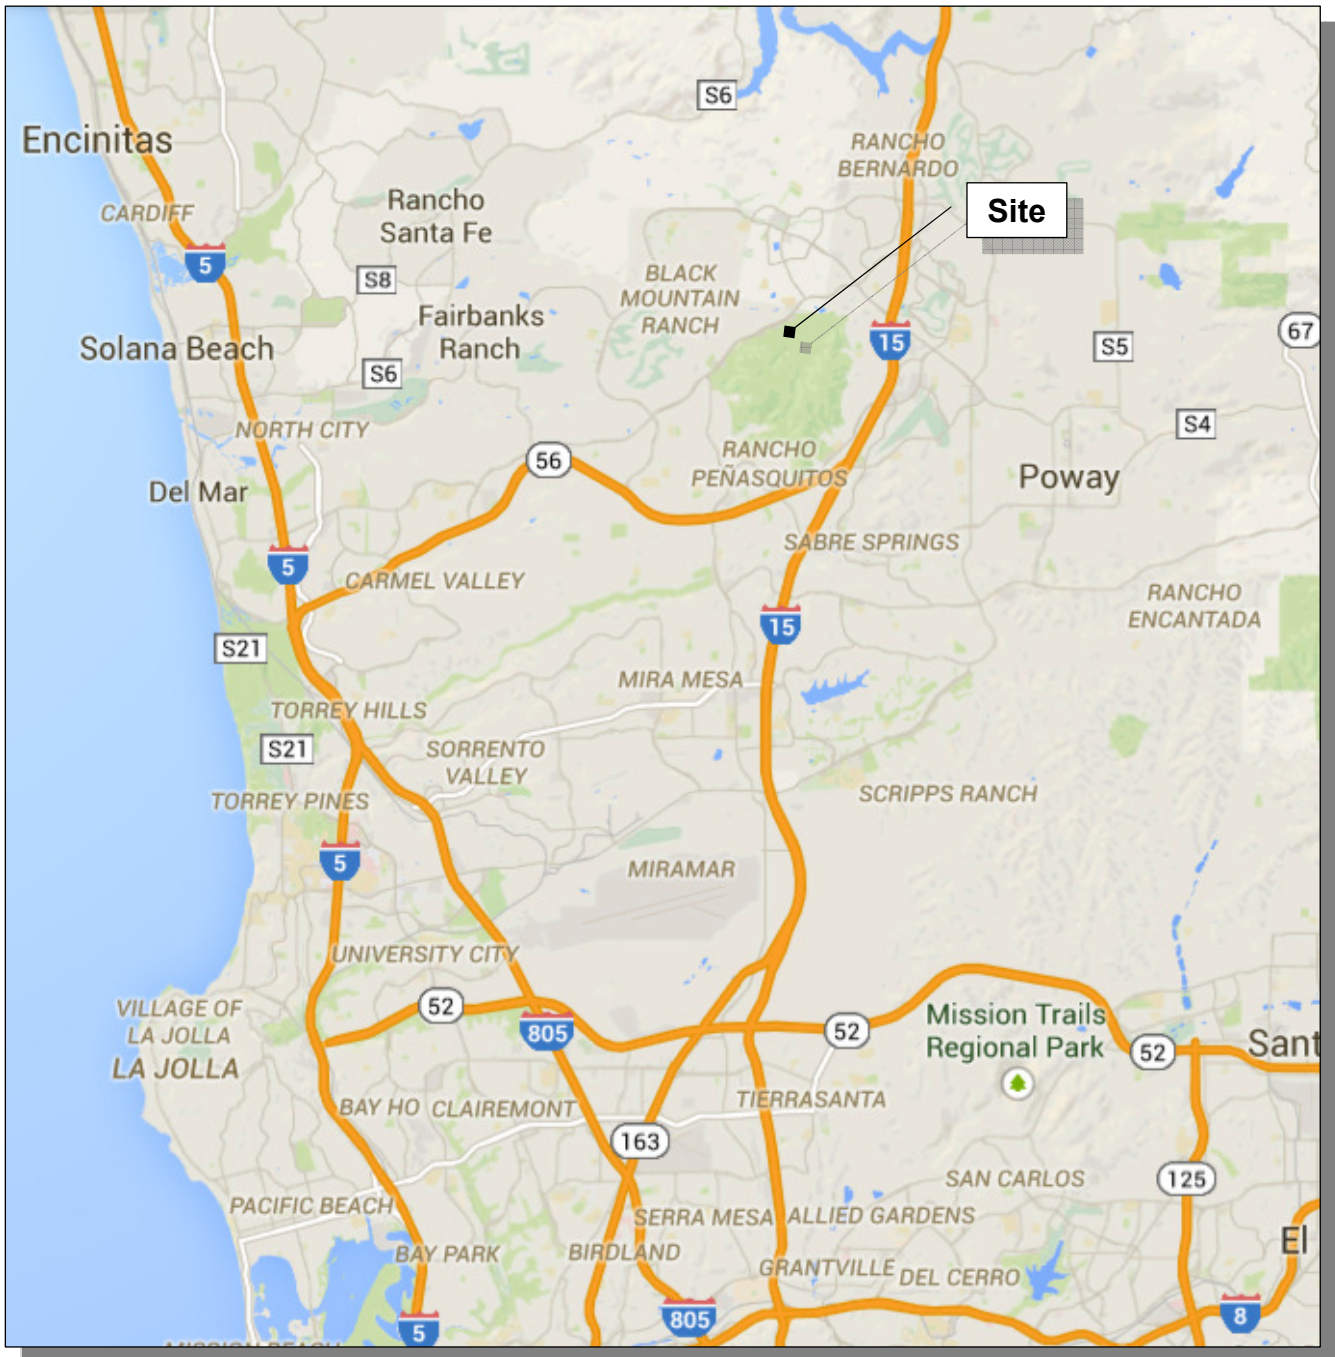 S6
Encinitas
RANCHO
BERNARDO
CARDIFF
Rancho
Santa Fe
Site
5
S8
BLACK
MOUNTAIN
RANCH
Fairbanks
Ranch
67
15
S5
Solana Beach
S6
S4
NORTH CITY
RANCHO
PEÑASQUITOS
56
Poway
Del Mar
SABRE SPRINGS
5
CARMEL VALLEY
RANCHO
ENCANTADA
15
S21
MIRA MESA
TORREY HILLS
S21
SORRENTO
VALLEY
TORREY PINES
SCRIPPS RANCH
5
MIRAMAR
UNIVERSITY CITY
VILLAGE OF
LA JOLLA
LA JOLLA
52
805
52
Mission Trails
Regional Park
52
Sant
BAY HO
CLAIREMONT
TIERRASANTA
163
SAN CARLOS
125
PACIFIC BEACH
SERRA MESA
ALLIED GARDENS
BAY PARK
BIRDLAND
El
GRANTVILLE
DEL CERRO
805
8
5
MISSION BEACH